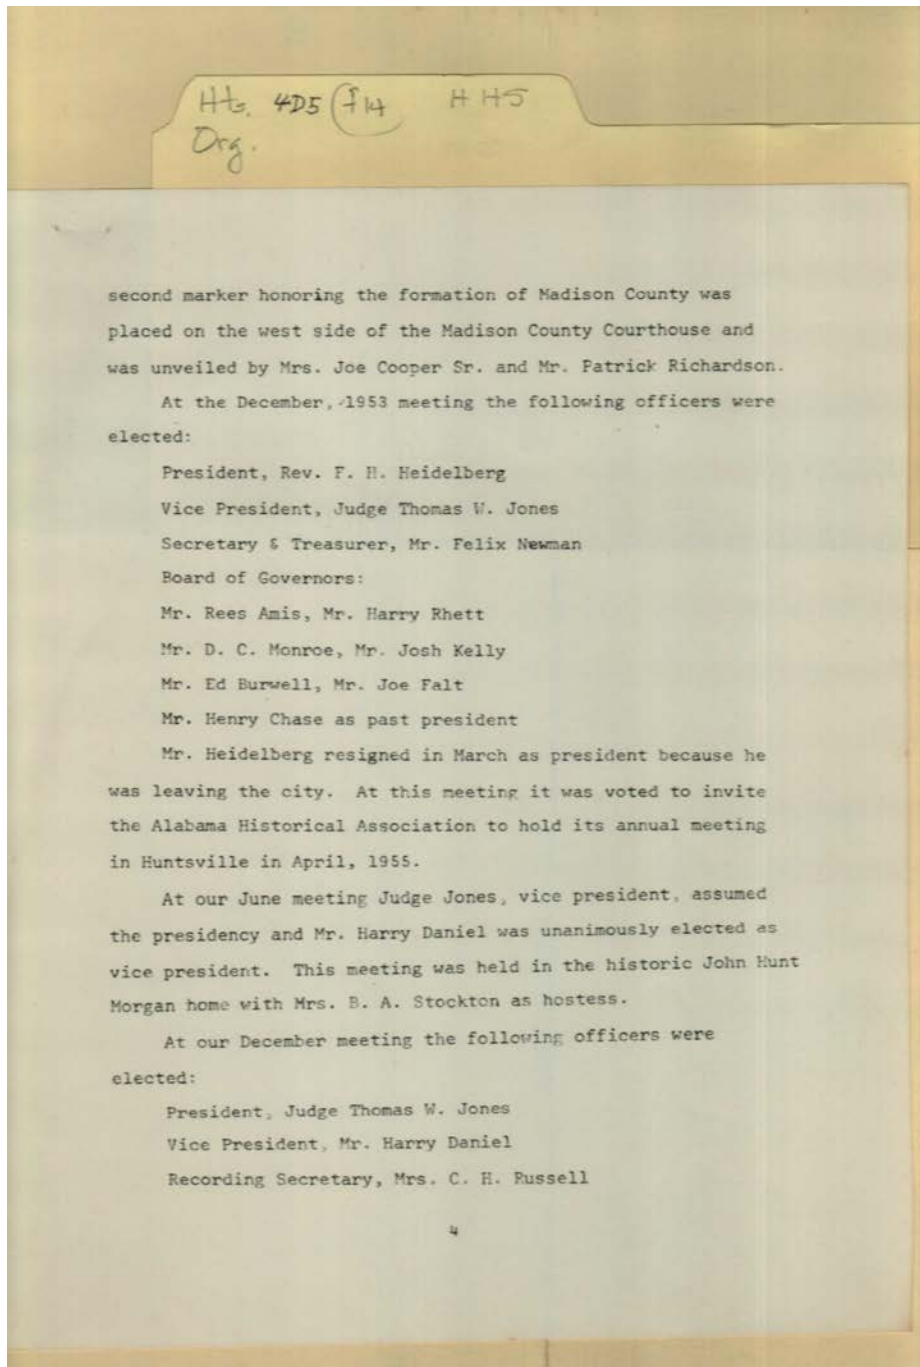 Hts. 4D5 f14 HHS
Org.
second marker honoring the formation of Madison County was
placed on the west side of the Madison County Courthouse and
was unveiled by Mrs. Joe Cooper Sr. and Mr. Patrick Richardson.
At the December, 1953 meeting the following officers were
elected:
President, Rev. F. H. Heidelberg
Vice President, Judge Thomas W. Jones
Secretary & Treasurer, Mr. Felix Newman
Board of Governors:
Mr. Rees Amis, Mr. Harry Rhett
Mr. D. C. Monroe, Mr. Josh Kelly
Mr. Ed Burwell, Mr. Joe Falt
Mr. Henry Chase as past president
Mr. Heidelberg resigned in March as president because he
was leaving the city. At this meeting it was voted to invite
the Alabama Historical Association to hold its annual meeting
in Huntsville in April, 1955.
At our June meeting Judge Jones, vice president, assumed
the presidency and Mr. Harry Daniel was unanimously elected as
vice president. This meeting was held in the historic John Hunt
Morgan home with Mrs. B. A. Stockton as hostess.
At our December meeting the following officers were
elected:
President, Judge Thomas W. Jones
Vice President, Mr. Harry Daniel
Recording Secretary, Mrs. C. H. Russell
4